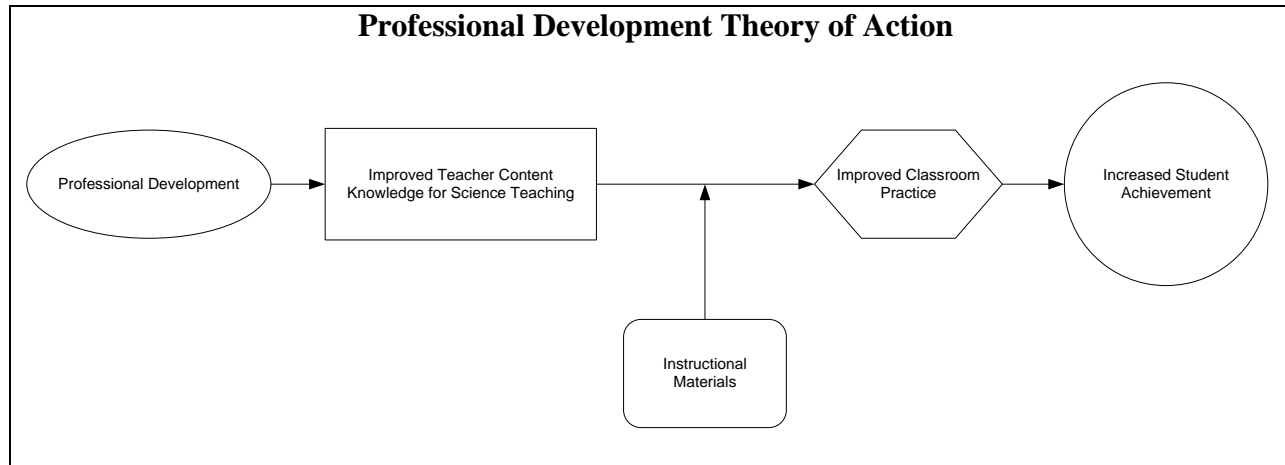 Professional Development Theory of Action
Professional Development
Improved Teacher Content
Knowledge for Science Teaching
Improved Classroom
Practice
Increased Student
Achievement
Instructional
Materials